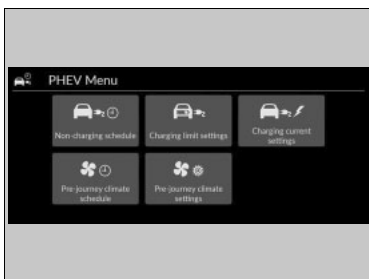 PHEV Menu
Non-charging schedule
Charging limit settings
Charging current
settings
Pre-journey climate
schedule
Pre-journey climate
settings